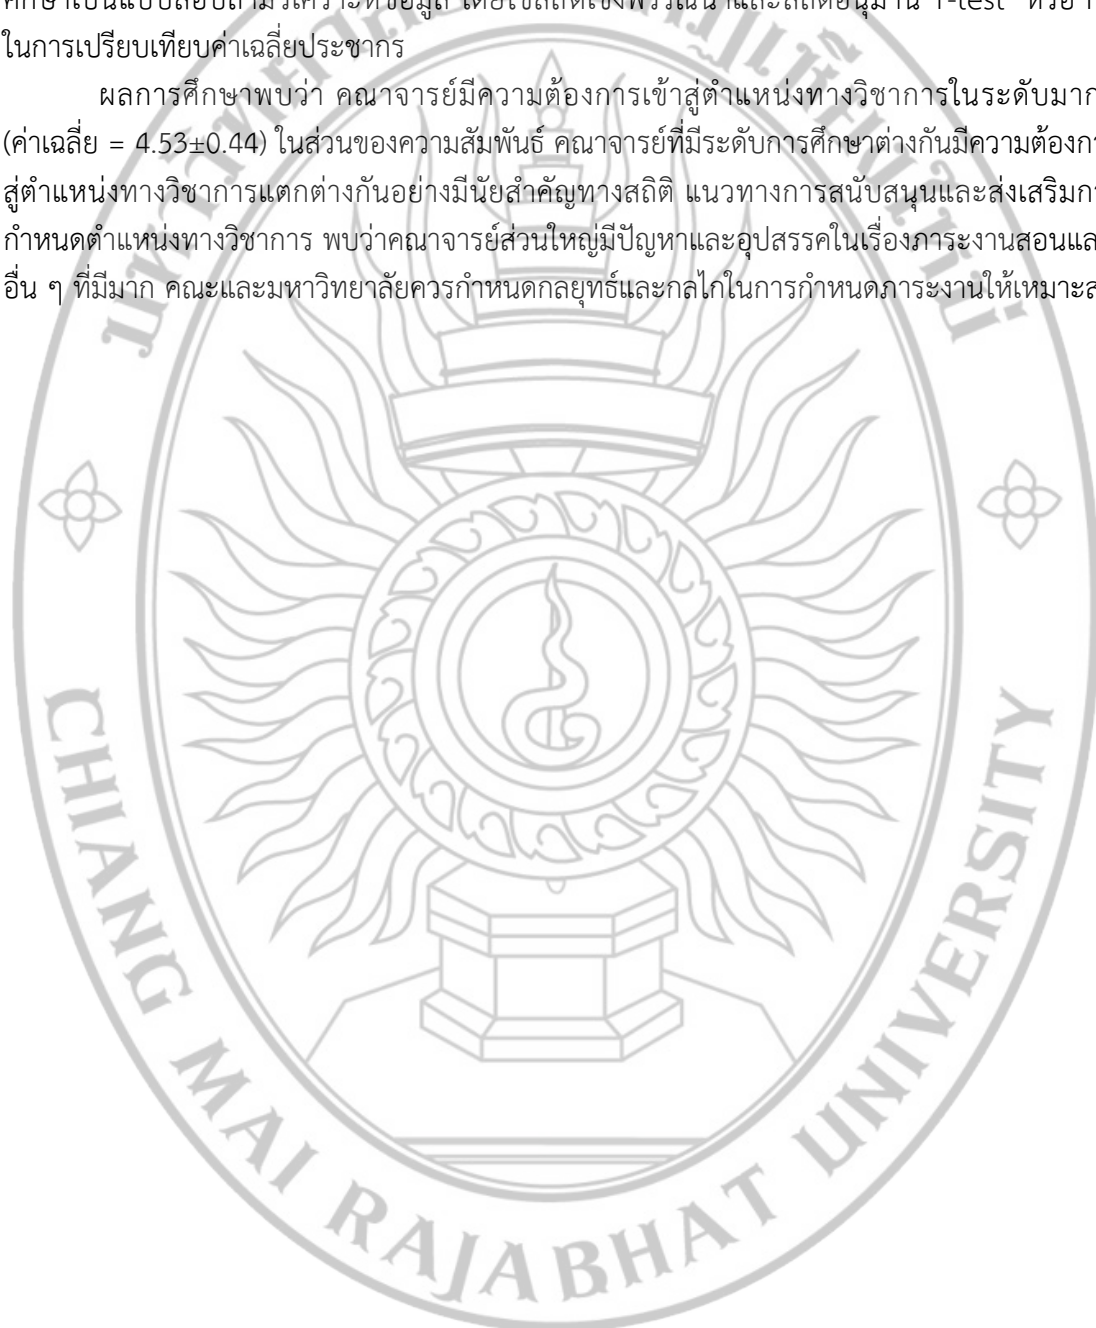 ในการเปรียบเทียบค่าเฉลี่ยประชากร
ผลการศึกษาพบว่า คณาจารย์มีความต้องการเข้าสู่ตำแหน่งทางวิชาการในระดับมาก
(ค่าเฉลี่ย = 4.53±0.44) ในส่วนของความสัมพันธ์ คณาจารย์ที่มีระดับการศึกษาต่างกันมีความต้องกา
สู่ตำแหน่งทางวิชาการแตกต่างกันอย่างมีนัยสำคัญทางสถิติ แนวทางการสนับสนุนและส่งเสริมกา
กำหนดตำแหน่งทางวิชาการ พบว่าคณาจารย์ส่วนใหญ่มีปัญหาและอุปสรรคในเรื่องภาระงานสอนและ
อื่น ๆ ที่มีมาก คณะและมหาวิทยาลัยควรกำหนดกลยุทธ์และกลไกในการกำหนดภาระงานให้เหมาะส
CHIANG MAI RAJABHAT UNIVERSITY